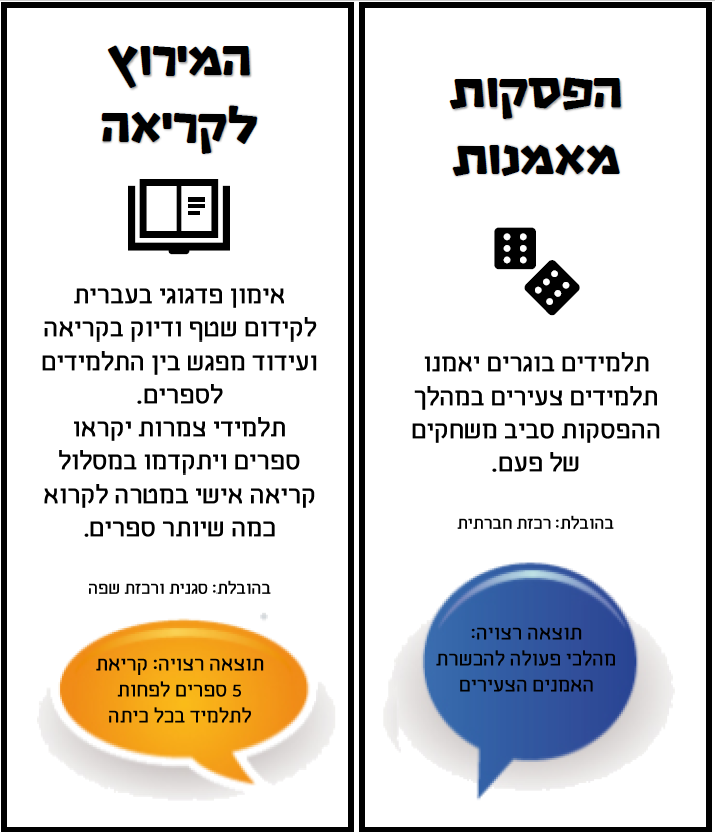 הפסקות
מאמנות
תלמידים בוגרים יאמנו
תלמידים צעירים במהלך
ההפסקות סביב משחקים
של פעם.
בהובלת: רכזת חברתית
תוצאה רצויה:
מהלכי פעולה להכשרת
האמנים הצעירים
המירוץ
לקריאה
אימון פדגוגי בעברית
לקידום שטף ודיוק בקריאה
ועידוד מפגש בין התלמידים
לספרים.
תלמידי צמרות יקראו
ספרים ויתקדמו במסלול
קריאה אישי במטרה לקרוא
כמה שיותר ספרים.
בהובלת: סגנית ורכזת שפה
תוצאה רצויה: קריאת
5 ספרים לפחות
לתלמיד בכל כיתה